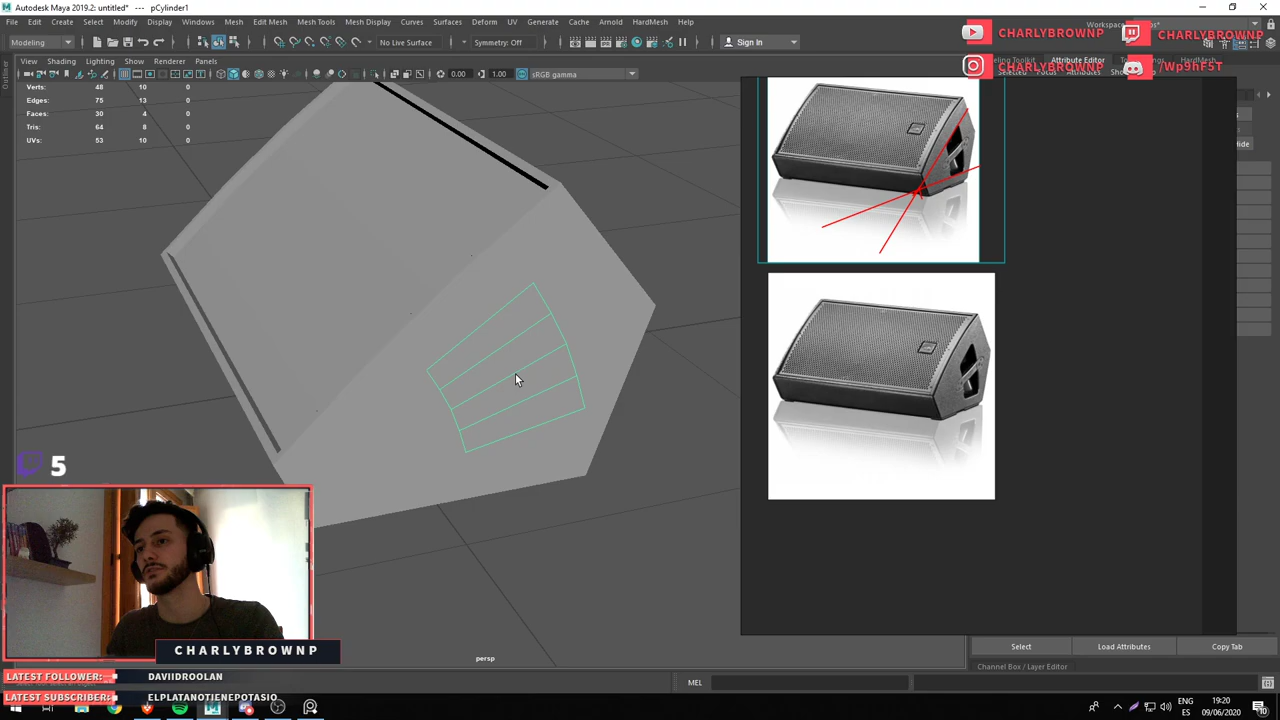 Autodesk Maya 2019.2: untitled* --- pCylinder1
File Edit Create Select Modify Display Windows Mesh Edit Mesh Mesh Tools Mesh Display Curves Surfaces Deform UV Generate Cache Arnold HardMesh Help
Modeling No Live Surface Symmetry: Off Sign In
CHARLYBROWNP CHARLYBROWNP
CHARLYBROWNP /Wp9hF5T
Attribute Editor
View Shading Lighting Show Renderer Panels
0.00 1.00 sRGB gamma
Verts: 48 10 0
Edges: 75 13 0
Faces: 30 4 0
Tris: 64 8 0
UVs: 53 10 0
5
CHARLYBROWNP
persp
Select Load Attributes Copy Tab
Channel Box / Layer Editor
MEL
LATEST FOLLOWER: DAVIIDROOLAN
LATEST SUBSCRIBER: ELPLATANOTIENEPOTASIO
ENG
ES
19:20
09/06/2020
10